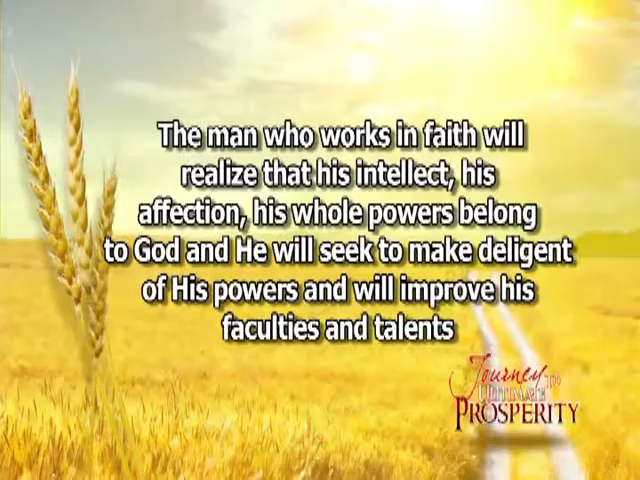 The man who works in faith will
realize that his intellect, his
affection, his whole powers belong
to God and He will seek to make deligent
of His powers and will improve his
faculties and talents
Journey TO
ULTIMATE
PROSPERITY